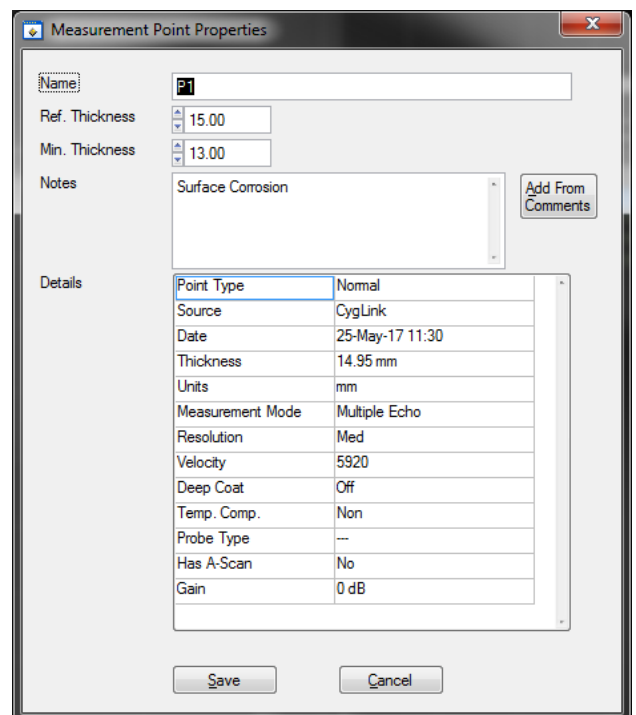 Measurement Point Properties
Name P1
Ref. Thickness 15.00
Min. Thickness 13.00
Notes Surface Corrosion Add From
Comments
Details Point Type Normal
Source CygLink
Date 25-May-17 11:30
Thickness 14.95 mm
Units mm
Measurement Mode Multiple Echo
Resolution Med
Velocity 5920
Deep Coat Off
Temp. Comp. Non
Probe Type ---
Has A-Scan No
Gain 0 dB
Save Cancel